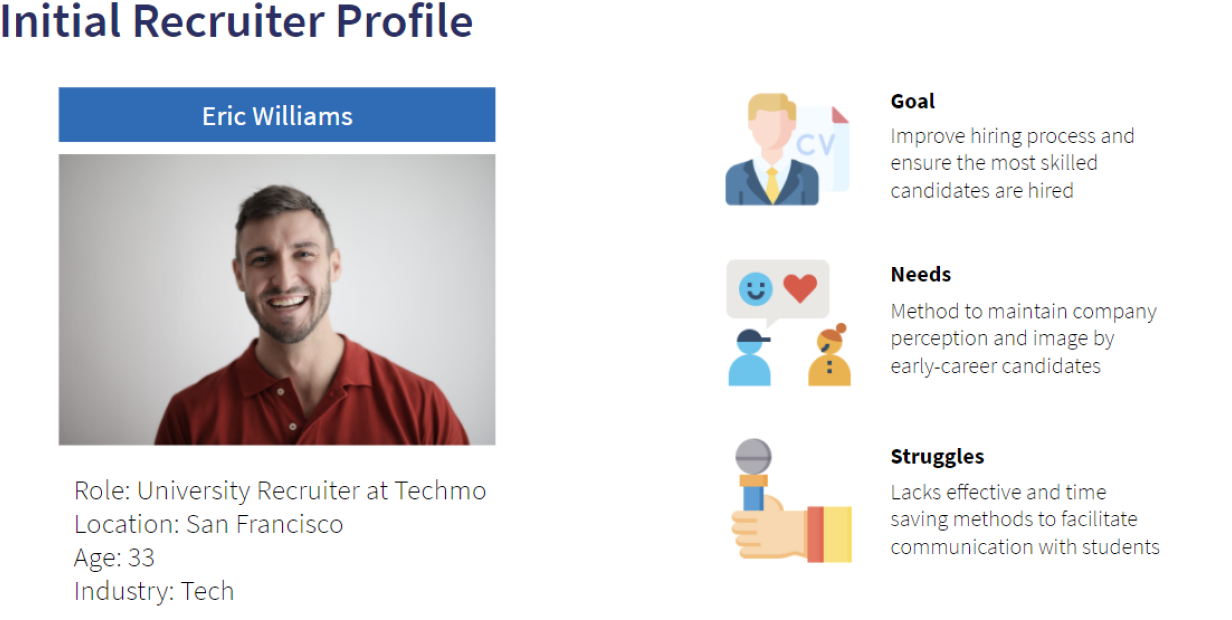 Initial Recruiter Profile
Eric Williams
Role: University Recruiter at Techmo
Location: San Francisco
Age: 33
Industry: Tech
CV
Goal
Improve hiring process and
ensure the most skilled
candidates are hired
Needs
Method to maintain company
perception and image by
early-career candidates
Struggles
Lacks effective and time
saving methods to facilitate
communication with students